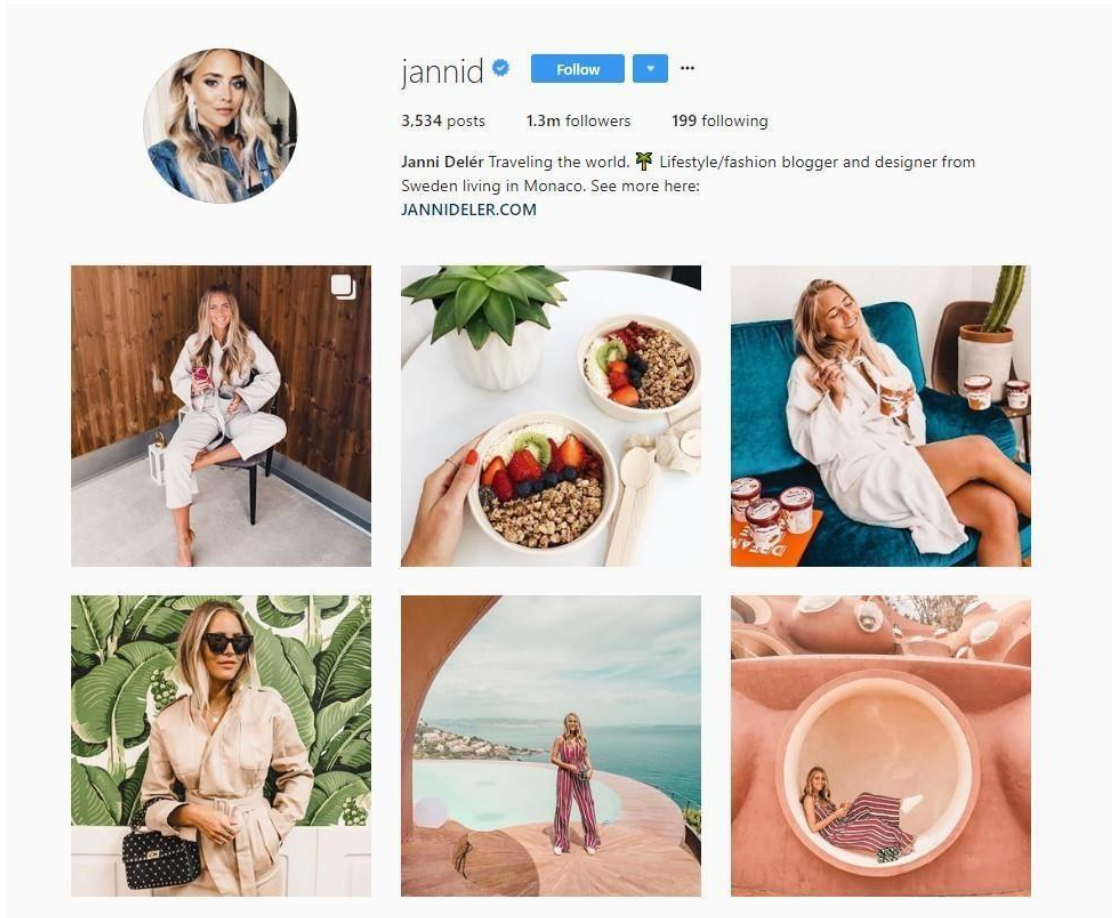 jannid Follow
3,534 posts 1.3m followers 199 following
Janni Delér Traveling the world. 🌴 Lifestyle/fashion blogger and designer from
Sweden living in Monaco. See more here:
JANNIDELER.COM